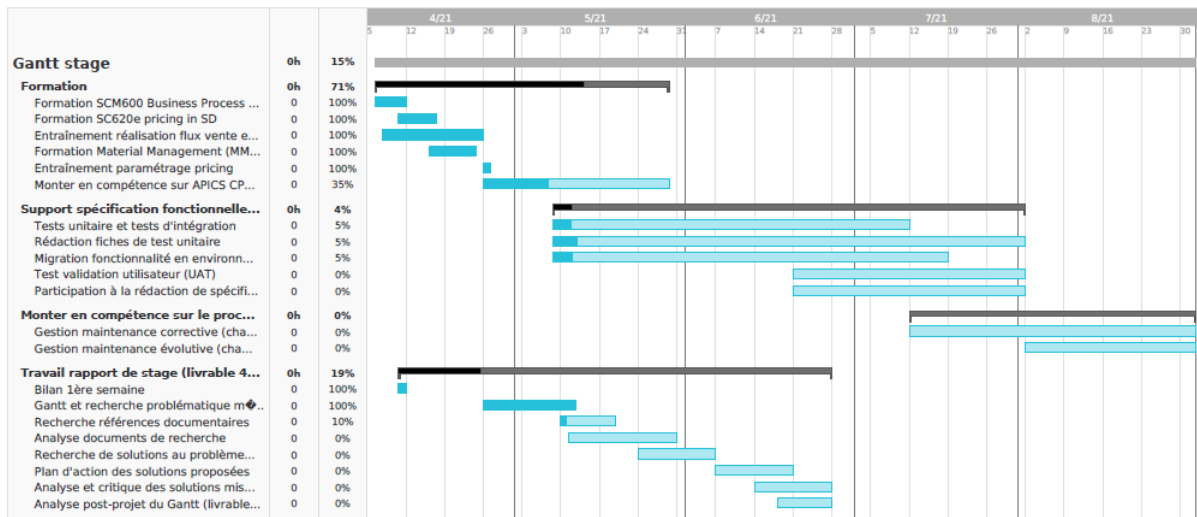 4/21 5/21 6/21 7/21 8/21
5 12 19 26 3 10 17 24 31 7 14 21 28 5 12 19 26 2 9 16 23 30
Gantt stage 0h 15%
Formation 0h 71%
Formation SCM600 Business Process ... 0 100%
Formation SC620e pricing in SD 0 100%
Entraînement réalisation flux vente e... 0 100%
Formation Material Management (MM... 0 100%
Entraînement paramétrage pricing 0 100%
Monter en compétence sur APICS CP... 0 35%
Support spécification fonctionnelle... 0h 4%
Tests unitaire et tests d'intégration 0 5%
Rédaction fiches de test unitaire 0 5%
Migration fonctionnalité en environn... 0 5%
Test validation utilisateur (UAT) 0 0%
Participation à la rédaction de spécifi... 0 0%
Monter en compétence sur le proc... 0h 0%
Gestion maintenance corrective (cha... 0 0%
Gestion maintenance évolutive (cha... 0 0%
Travail rapport de stage (livrable 4... 0h 19%
Bilan 1ère semaine 0 100%
Gantt et recherche problématique m�.. 0 100%
Recherche références documentaires 0 10%
Analyse documents de recherche 0 0%
Recherche de solutions au problème... 0 0%
Plan d'action des solutions proposées 0 0%
Analyse et critique des solutions mis... 0 0%
Analyse post-projet du Gantt (livrable... 0 0%